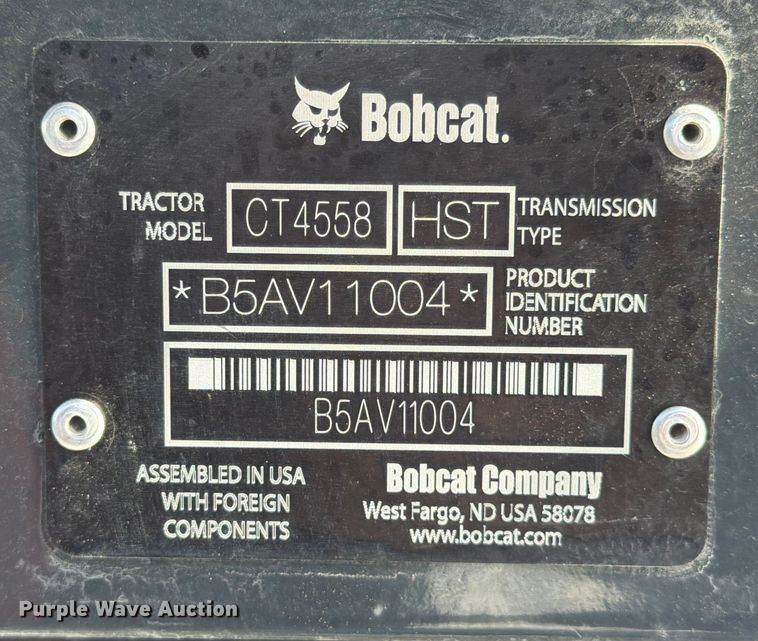 Bobcat.
TRACTOR MODEL CT4558 HST TRANSMISSION TYPE
*B5AV11004* PRODUCT IDENTIFICATION NUMBER
B5AV11004
ASSEMBLED IN USA
WITH FOREIGN
COMPONENTS
Bobcat Company
West Fargo, ND USA 58078
www.bobcat.com
Purple Wave Auction